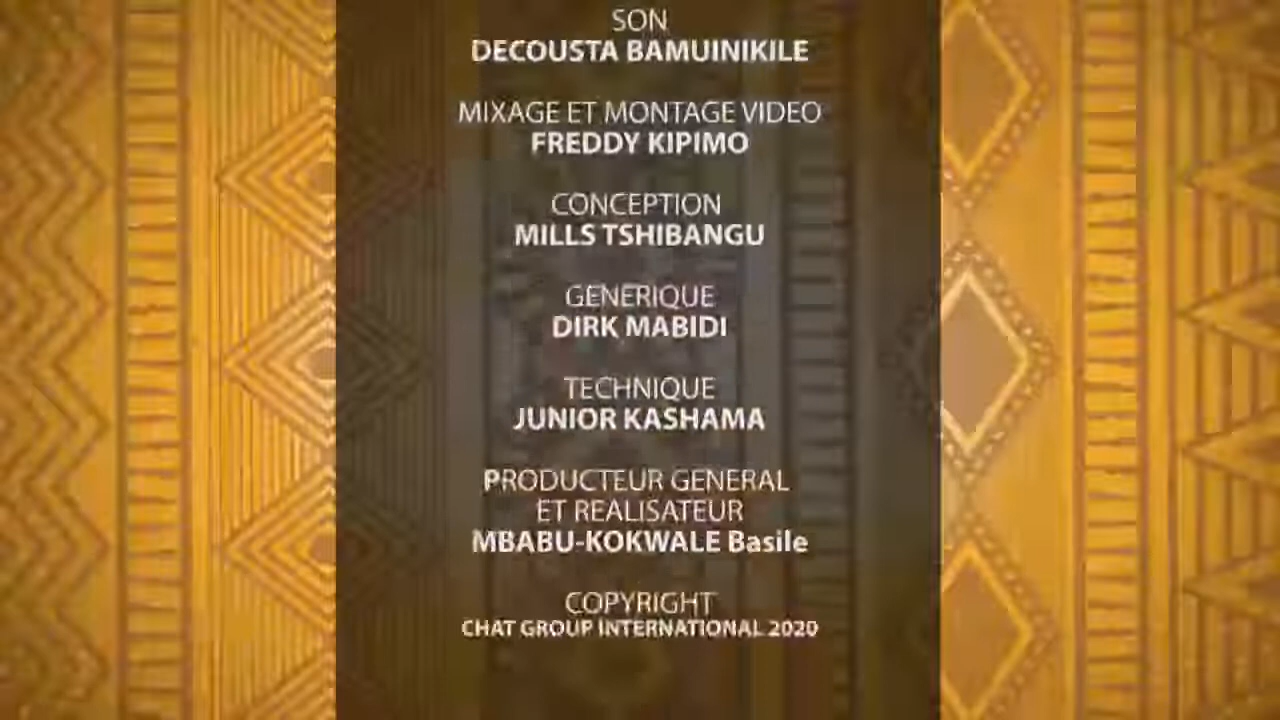 SON
DECOUSTA BAMUINIKILE
MIXAGE ET MONTAGE VIDEO
FREDDY KIPIMO
CONCEPTION
MILLS TSHIBANGU
GENERIQUE
DIRK MABIDI
TECHNIQUE
JUNIOR KASHAMA
PRODUCTEUR GENERAL
ET REALISATEUR
MBABU-KOKWALE Basile
COPYRIGHT
CHAT GROUP INTERNATIONAL 2020